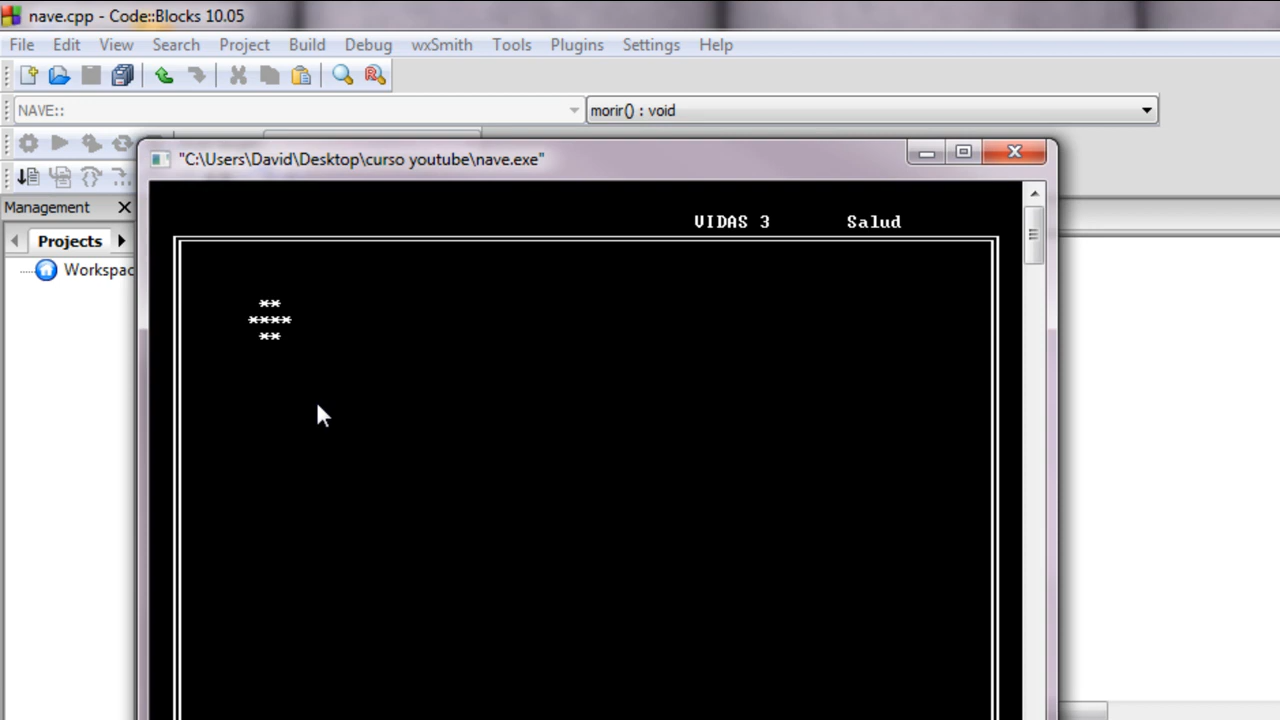 nave.cpp - Code::Blocks 10.05
File Edit View Search Project Build Debug wxSmith Tools Plugins Settings Help
NAVE:: morir() : void
"C:\Users\David\Desktop\curso youtube\nave.exe"
Management
Projects
Workspac
VIDAS 3 Salud
**
****
**